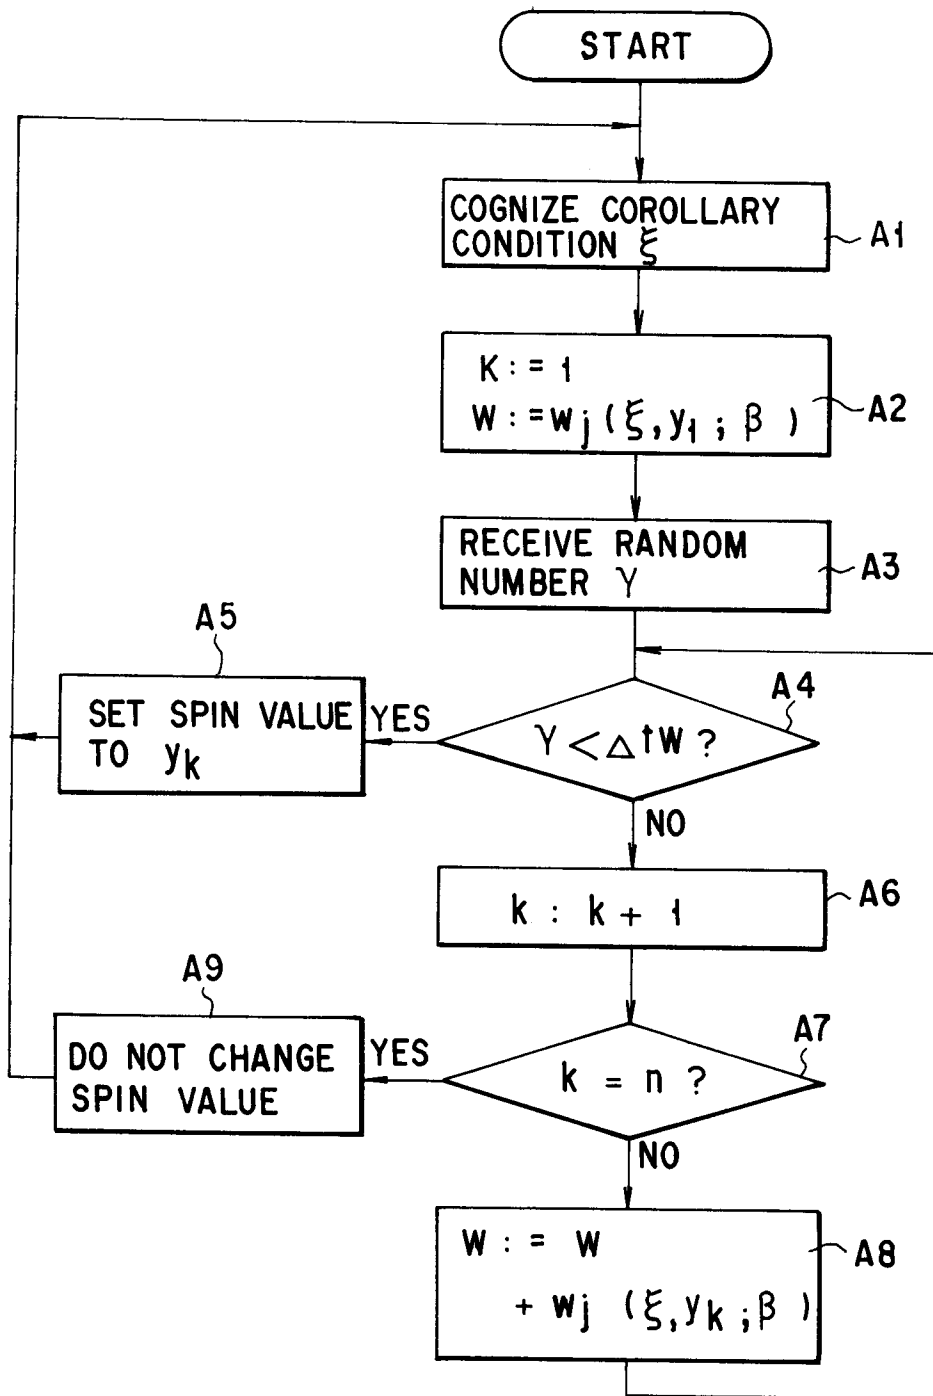 START
COGNIZE COROLLARY
CONDITION ξ
A1
K := 1
W := wj (ξ, y1 ; β )
A2
RECEIVE RANDOM
NUMBER γ
A3
A5
SET SPIN VALUE
TO yk
YES
γ < Δ t W ?
A4
NO
k : k + 1
A6
A9
DO NOT CHANGE
SPIN VALUE
YES
k = n ?
A7
NO
W := W
+ wj (ξ, yk ; β )
A8